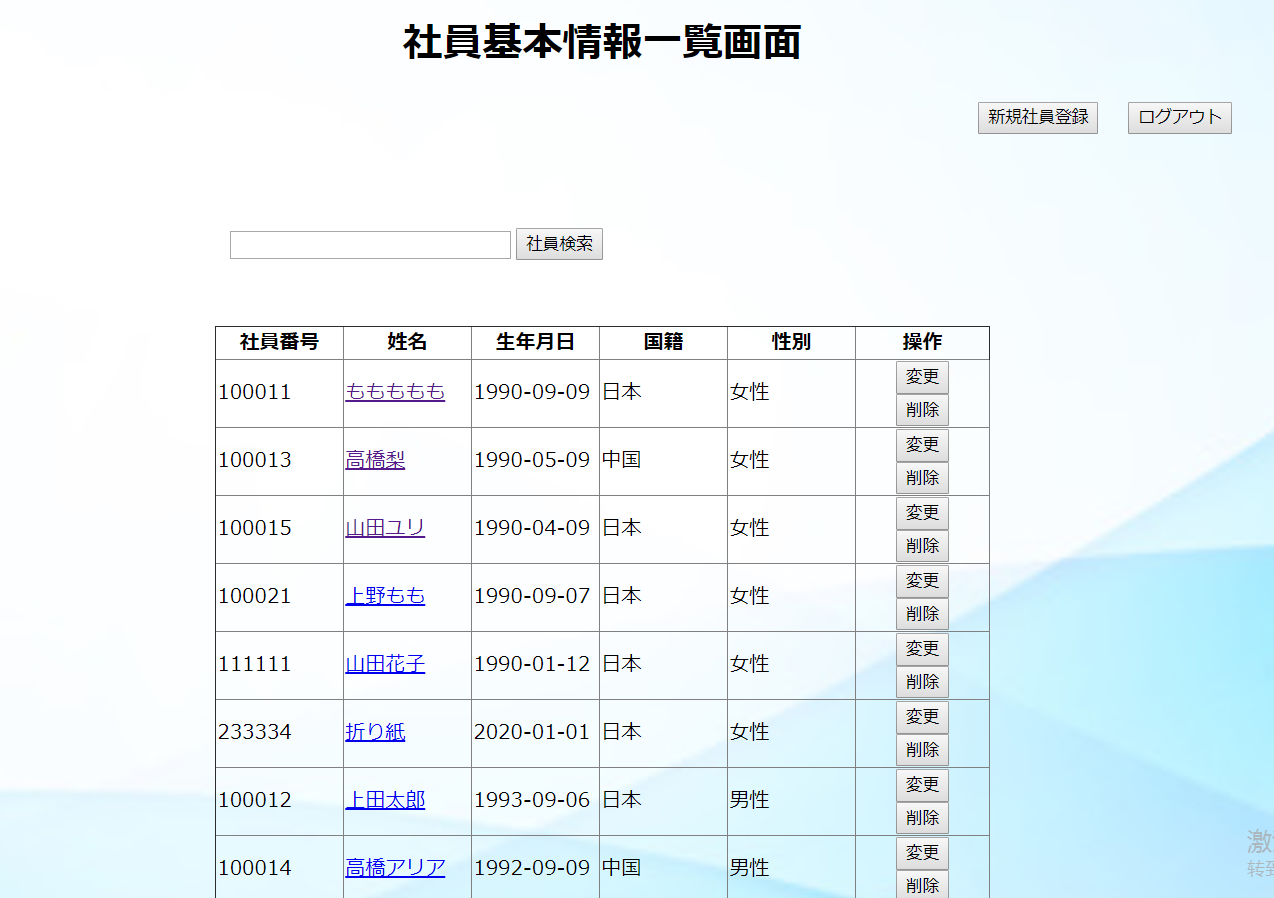 社員基本情報一覧画面
新規社員登録 ログアウト
社員検索
社員番号 姓名 生年月日 国籍 性別 操作
100011 ももももも 1990-09-09 日本 女性 変更
削除
100013 高橋梨 1990-05-09 中国 女性 変更
削除
100015 山田ユリ 1990-04-09 日本 女性 変更
削除
100021 上野もも 1990-09-07 日本 女性 変更
削除
111111 山田花子 1990-01-12 日本 女性 変更
削除
233334 折り紙 2020-01-01 日本 女性 変更
削除
100012 上田太郎 1993-09-06 日本 男性 変更
削除
100014 高橋アリア 1992-09-09 中国 男性 変更
削除
激
转到